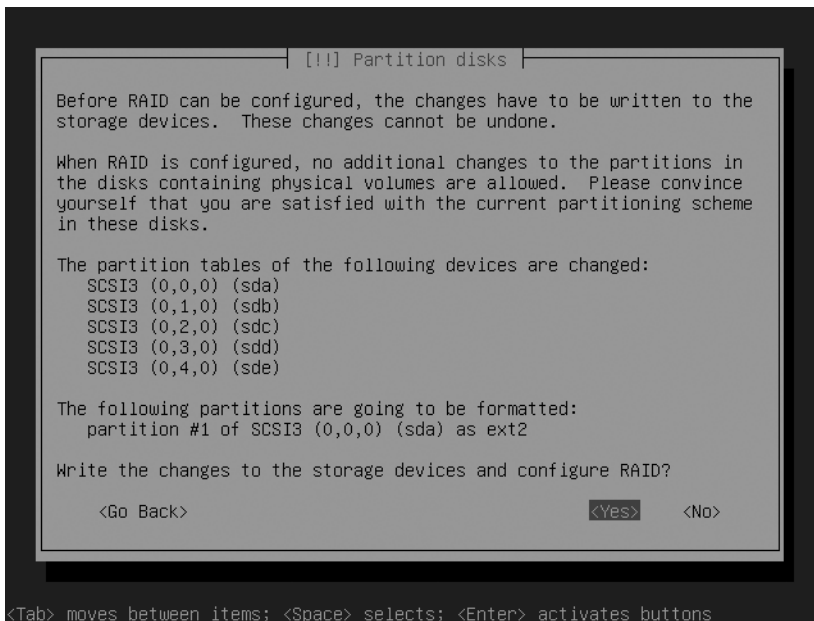 [!!] Partition disks
Before RAID can be configured, the changes have to be written to the
storage devices.  These changes cannot be undone.
When RAID is configured, no additional changes to the partitions in
the disks containing physical volumes are allowed.  Please convince
yourself that you are satisfied with the current partitioning scheme
in these disks.
The partition tables of the following devices are changed:
SCSI3 (0,0,0) (sda)
SCSI3 (0,1,0) (sdb)
SCSI3 (0,2,0) (sdc)
SCSI3 (0,3,0) (sdd)
SCSI3 (0,4,0) (sde)
The following partitions are going to be formatted:
partition #1 of SCSI3 (0,0,0) (sda) as ext2
Write the changes to the storage devices and configure RAID?
<Go Back> <Yes> <No>
<Tab> moves between items; <Space> selects; <Enter> activates buttons